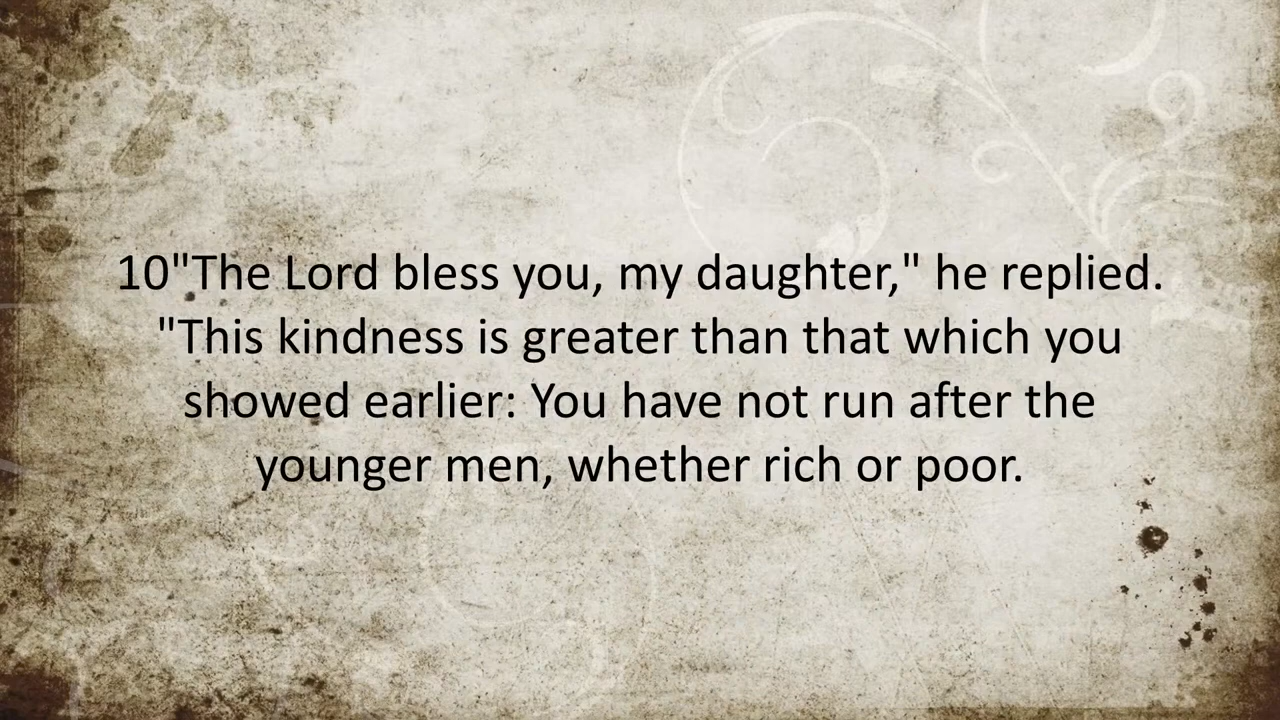 10"The Lord bless you, my daughter," he replied.
"This kindness is greater than that which you
showed earlier: You have not run after the
younger men, whether rich or poor.